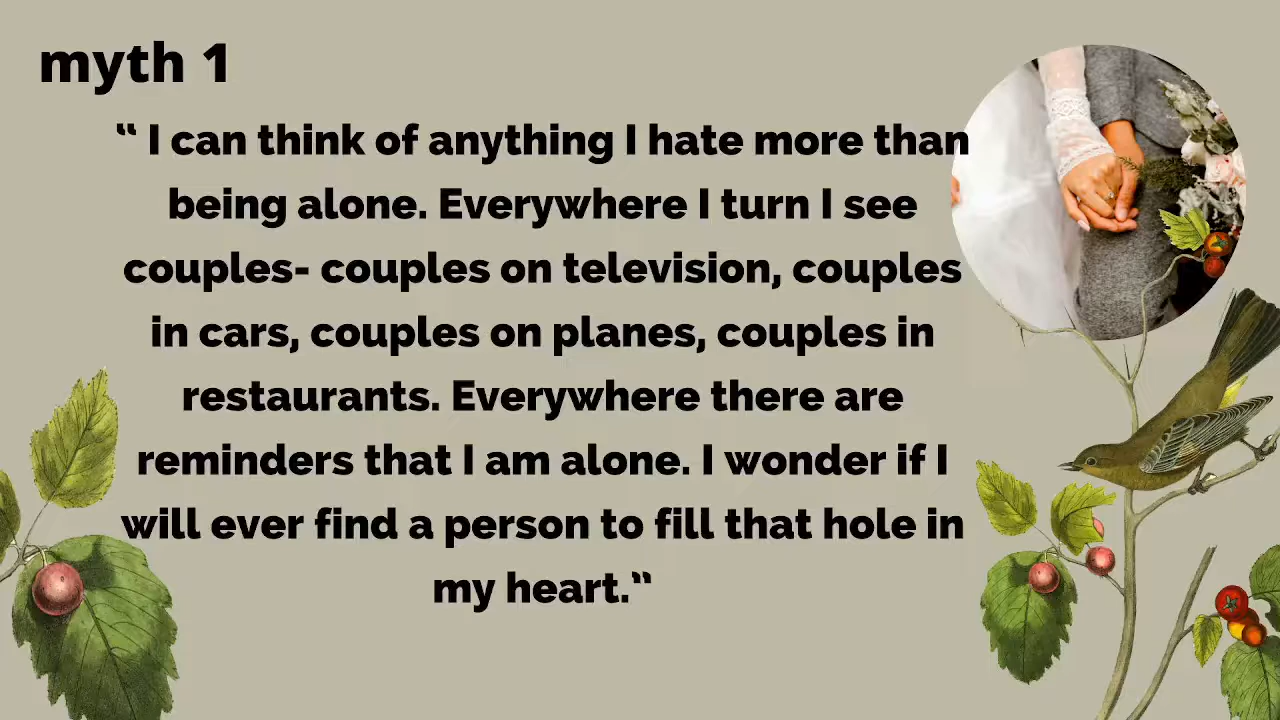 myth 1
“ I can think of anything I hate more than
being alone. Everywhere I turn I see
couples- couples on television, couples
in cars, couples on planes, couples in
restaurants. Everywhere there are
reminders that I am alone. I wonder if I
will ever find a person to fill that hole in
my heart.”